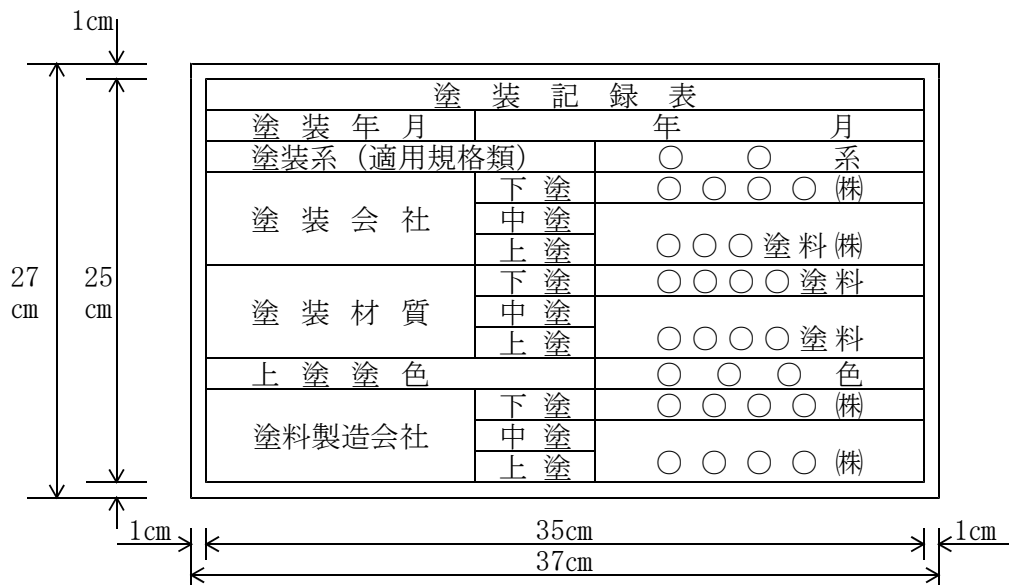 1cm
塗装記録表
塗装年月 年 月
塗装系（適用規格類） ○ ○ 系
下塗 ○○○○㈱
塗装会社 中塗
上塗 ○○○塗料㈱
27
cm
25
cm
下塗 ○○○○塗料
塗装材質 中塗
上塗 ○○○○塗料
上塗塗色 ○ ○ ○ 色
下塗 ○○○○㈱
塗料製造会社 中塗
上塗 ○○○○㈱
1cm 35cm 1cm
37cm